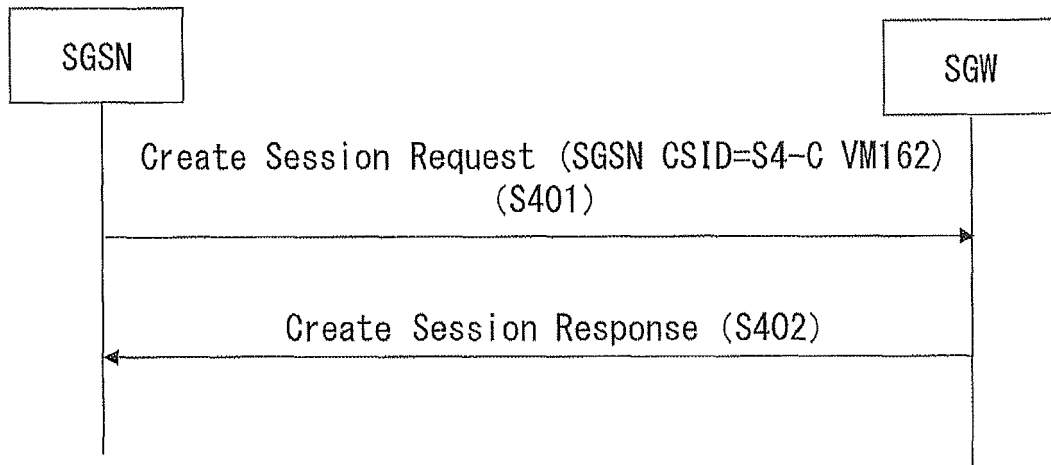 SGSN
SGW
Create Session Request (SGSN CSID=S4-C VM162)
(S401)
Create Session Response (S402)